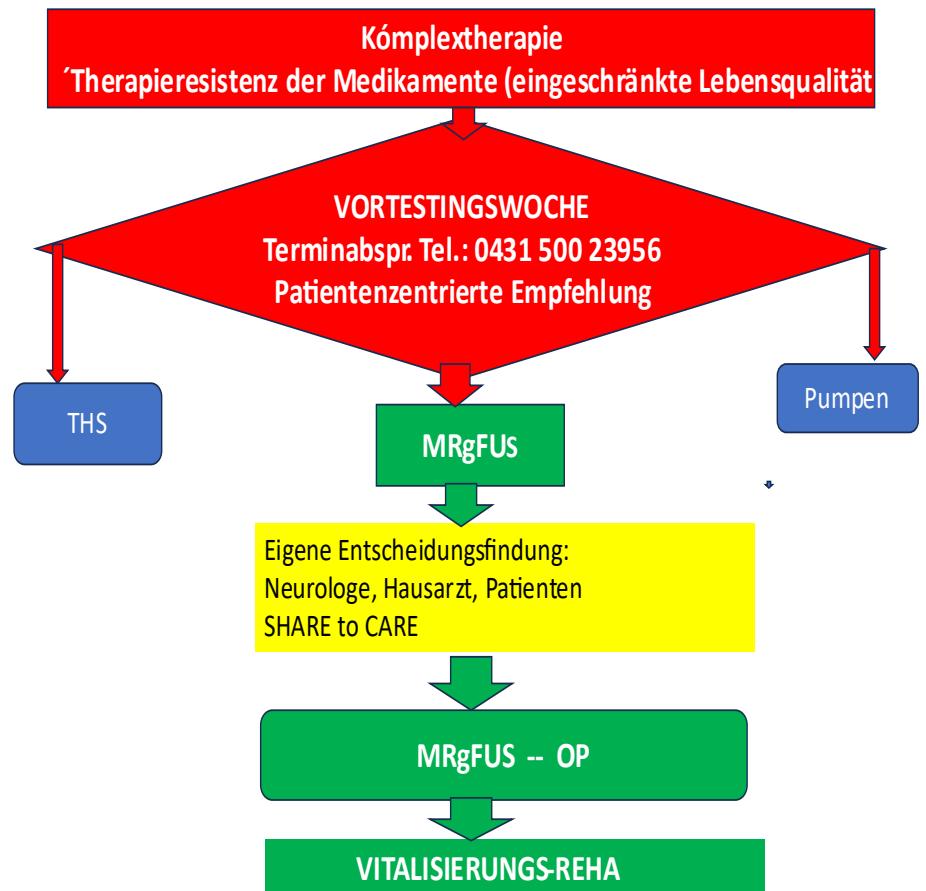 Kómplextherapie
´Therapieresistenz der Medikamente (eingeschränkte Lebensqualität
VORTESTINGSWOCHE
Terminabspr. Tel.: 0431 500 23956
Patientenzentrierte Empfehlung
THS
Pumpen
MRgFUs
Eigene Entscheidungsfindung:
Neurologe, Hausarzt, Patienten
SHARE to CARE
MRgFUS -- OP
VITALISIERUNGS-REHA